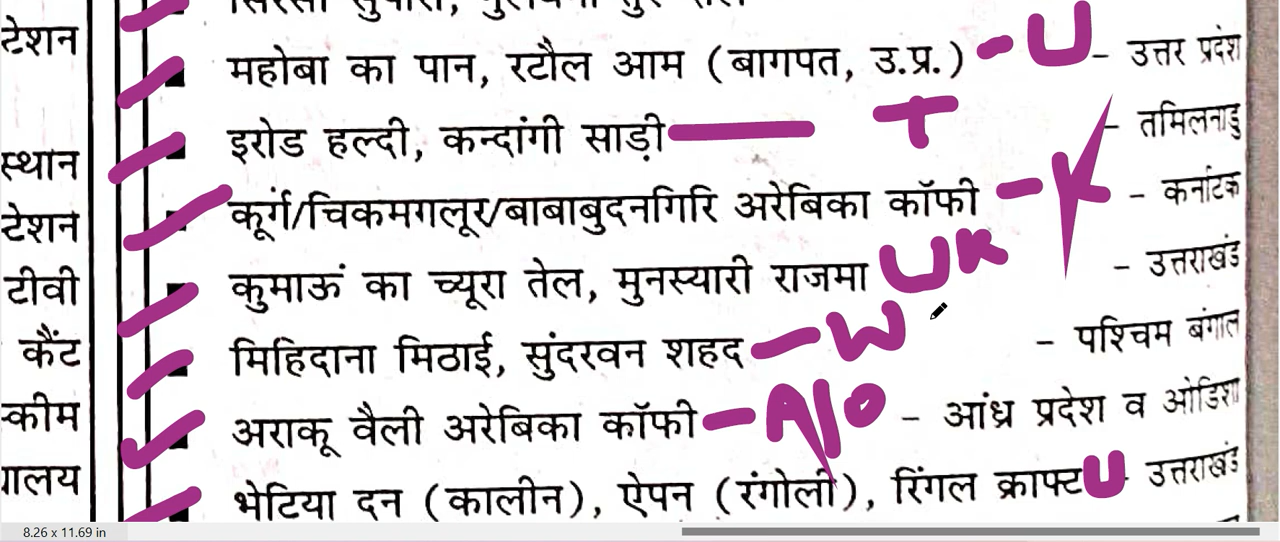 टेशन
स्थान
टेशन
टीवी
कैंट
स्कीम
महोबा का पान, रटौल आम (बागपत, उ.प्र.) - U - उत्तर प्रदेश
इरोड हल्दी, कन्दांगी साड़ी — T - तमिलनाडु
कूर्ग/चिकमगलूर/बाबाबुदनगिरि अरेबिका कॉफी - K - कर्नाटक
कुमाऊं का च्यूरा तेल, मुनस्यारी राजमा UK - उत्तराखंड
मिहिदाना मिठाई, सुंदरवन शहद - W - पश्चिम बंगाल
अराकू वैली अरेबिका कॉफी - A/O - आंध्र प्रदेश व ओडिशा
भेटिया दन (कालीन), ऐपन (रंगोली), रिंगल क्राफ्ट U - उत्तराखंड
8.26 x 11.69 in